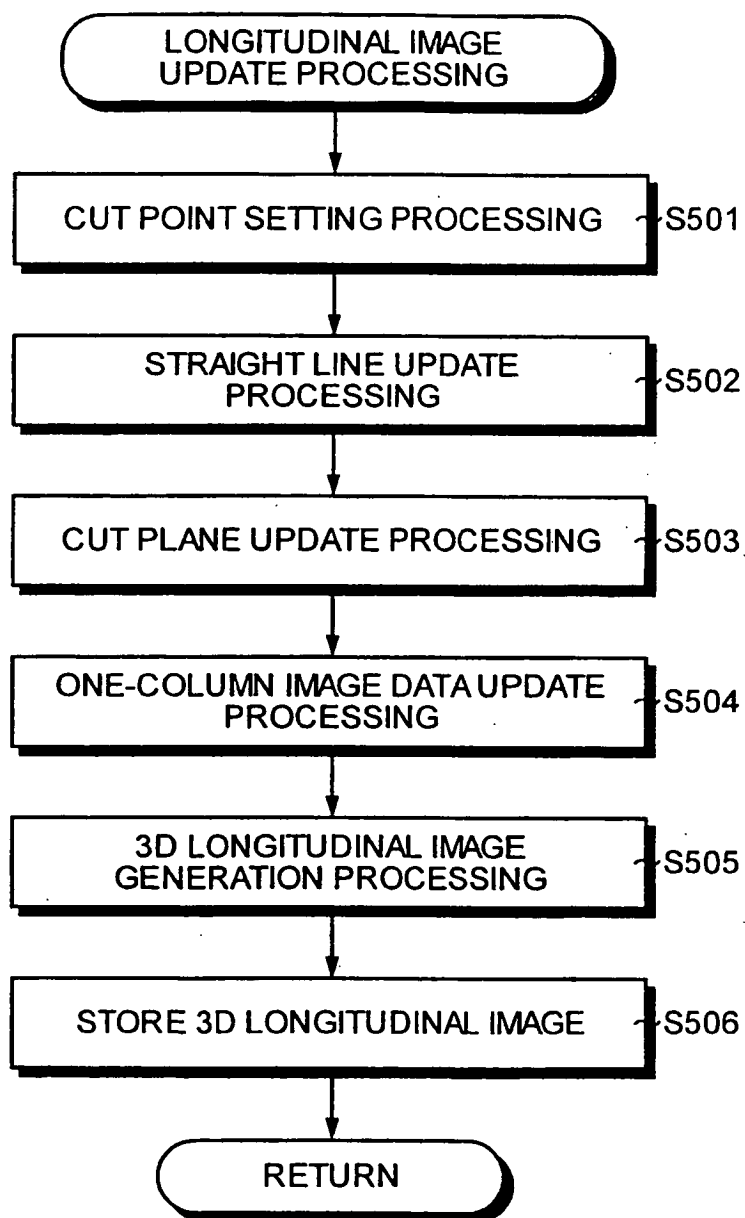 LONGITUDINAL IMAGE
UPDATE PROCESSING
CUT POINT SETTING PROCESSING
S501
STRAIGHT LINE UPDATE
PROCESSING
S502
CUT PLANE UPDATE PROCESSING
S503
ONE-COLUMN IMAGE DATA UPDATE
PROCESSING
S504
3D LONGITUDINAL IMAGE
GENERATION PROCESSING
S505
STORE 3D LONGITUDINAL IMAGE
S506
RETURN